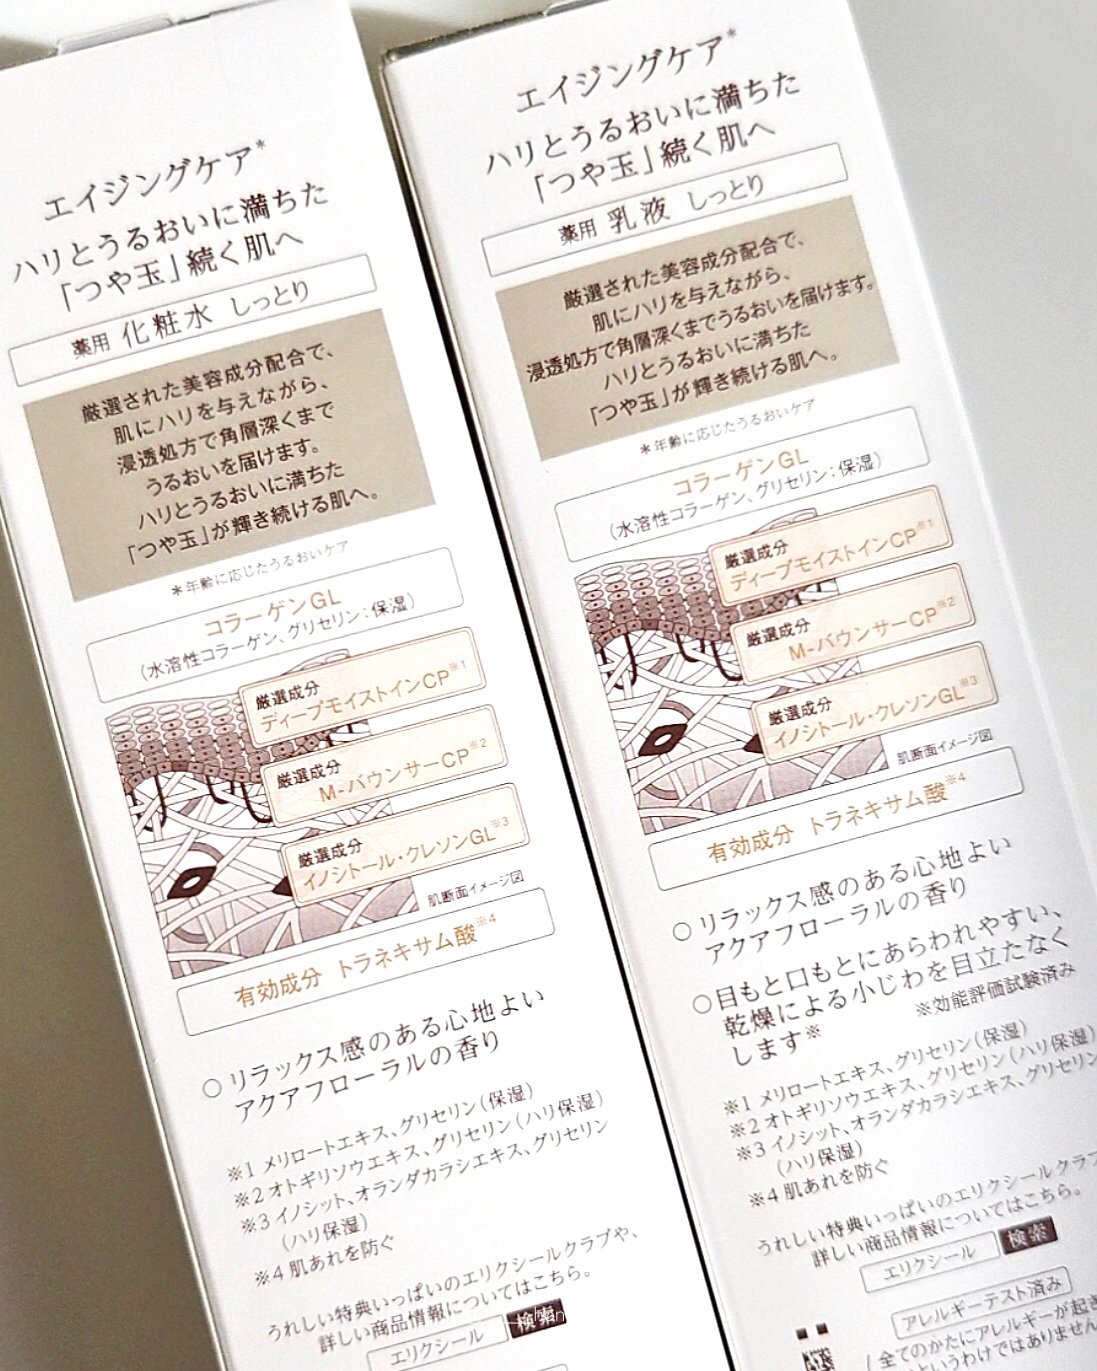 エイジングケア*
ハリとうるおいに満ちた
「つや玉」続く肌へ
薬用 化粧水 しっとり
厳選された美容成分配合で、
肌にハリを与えながら、
浸透処方で角層深くまで
うるおいを届けます。
ハリとうるおいに満ちた
「つや玉」が輝き続ける肌へ。
*年齢に応じたうるおいケア
コラーゲンGL
(水溶性コラーゲン、グリセリン:保湿)
厳選成分
ディープモイストインCP※1
厳選成分
M-バウンサーCP※2
厳選成分
イノシトール・クレソンGL※3
肌断面イメージ図
有効成分 トラネキサム酸※4
○リラックス感のある心地よい
アクアフローラルの香り
※1 メリロートエキス、グリセリン(保湿)
※2 オトギリソウエキス、グリセリン(ハリ保湿)
※3 イノシット、オランダカラシエキス、グリセリン
(ハリ保湿)
※4 肌あれを防ぐ
うれしい特典いっぱいのエリクシールクラブや、
詳しい商品情報についてはこちら。
エリクシール 検索
エイジングケア*
ハリとうるおいに満ちた
「つや玉」続く肌へ
薬用 乳液 しっとり
厳選された美容成分配合で、
肌にハリを与えながら、
浸透処方で角層深くまでうるおいを届けます。
ハリとうるおいに満ちた
「つや玉」が輝き続ける肌へ。
*年齢に応じたうるおいケア
コラーゲンGL
(水溶性コラーゲン、グリセリン:保湿)
厳選成分
ディープモイストインCP※1
厳選成分
M-バウンサーCP※2
厳選成分
イノシトール・クレソンGL※3
肌断面イメージ図
有効成分 トラネキサム酸※4
○リラックス感のある心地よい
アクアフローラルの香り
○目もと口もとにあらわれやすい、
乾燥による小じわを目立たなく
します※
※効能評価試験済み
※1 メリロートエキス、グリセリン(保湿)
※2 オトギリソウエキス、グリセリン(ハリ保湿)
※3 イノシット、オランダカラシエキス、グリセリン
(ハリ保湿)
※4 肌あれを防ぐ
うれしい特典いっぱいのエリクシールクラブ
詳しい商品情報についてはこちら。
エリクシール 検索
アレルギーテスト済み
全てのかたにアレルギーが起き
というわけではありません